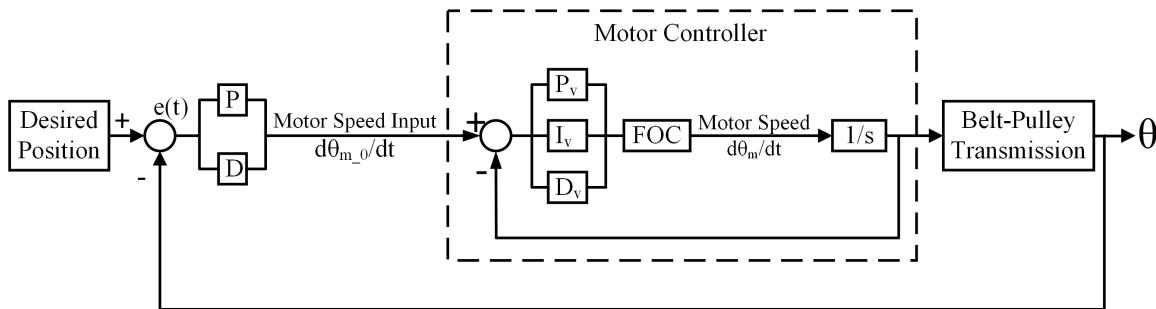 Motor Controller
Desired
Position
+
-
e(t)
P
D
Motor Speed Input
dθm_0/dt
+
-
Pv
Iv
Dv
FOC
Motor Speed
dθm/dt
1/s
Belt-Pulley
Transmission
θ